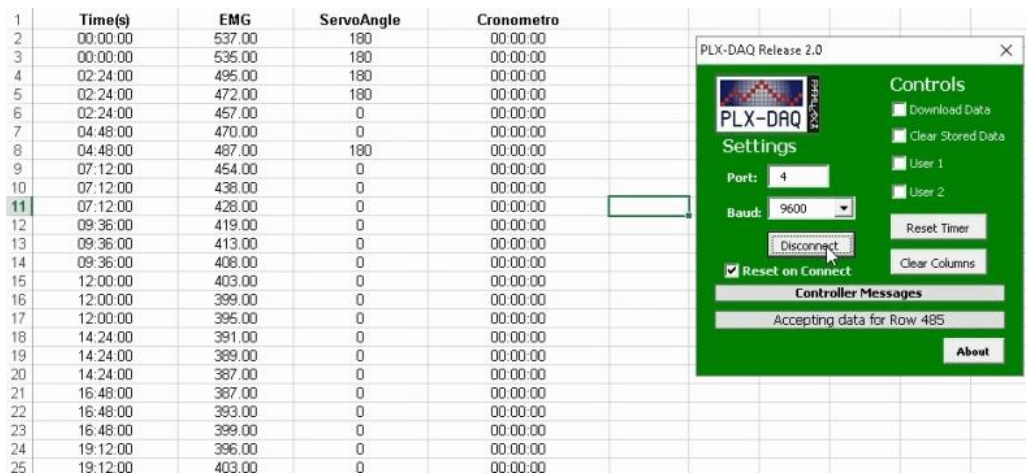 1 Time(s) EMG ServoAngle Cronometro
2 00:00:00 537.00 180 00:00:00
3 00:00:00 535.00 180 00:00:00
4 02:24:00 495.00 180 00:00:00
5 02:24:00 472.00 180 00:00:00
6 02:24:00 457.00 0 00:00:00
7 04:48:00 470.00 0 00:00:00
8 04:48:00 487.00 180 00:00:00
9 07:12:00 454.00 0 00:00:00
10 07:12:00 438.00 0 00:00:00
11 07:12:00 428.00 0 00:00:00
12 09:36:00 419.00 0 00:00:00
13 09:36:00 413.00 0 00:00:00
14 09:36:00 408.00 0 00:00:00
15 12:00:00 403.00 0 00:00:00
16 12:00:00 399.00 0 00:00:00
17 12:00:00 395.00 0 00:00:00
18 14:24:00 391.00 0 00:00:00
19 14:24:00 389.00 0 00:00:00
20 14:24:00 387.00 0 00:00:00
21 16:48:00 387.00 0 00:00:00
22 16:48:00 393.00 0 00:00:00
23 16:48:00 399.00 0 00:00:00
24 19:12:00 396.00 0 00:00:00
25 19:12:00 403.00 0 00:00:00
PLX-DAQ Release 2.0
PLX-DAQ
PARALLAX
Settings
Port: 4
Baud: 9600
Disconnect
Reset on Connect
Controls
Download Data
Clear Stored Data
User 1
User 2
Reset Timer
Clear Columns
Controller Messages
Accepting data for Row 485
About